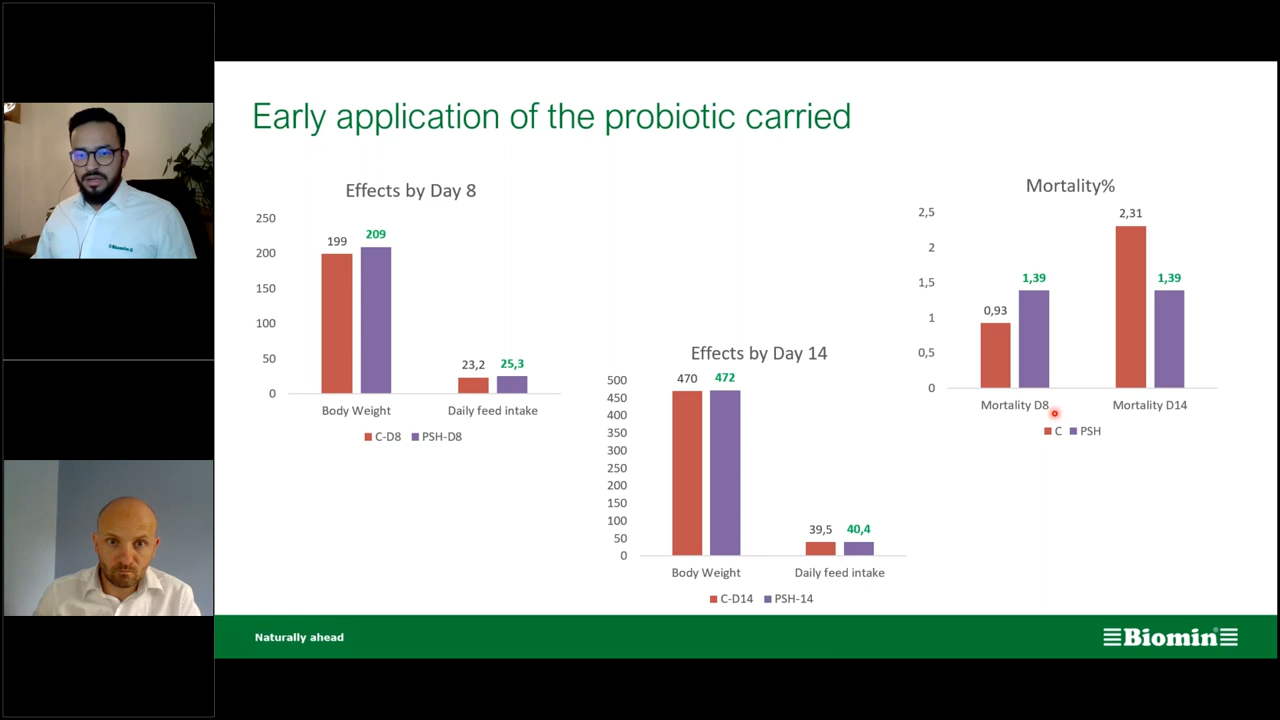 Early application of the probiotic carried
Effects by Day 8
250
200
150
100
50
0
199
209
23,2
25,3
Body Weight
Daily feed intake
C-D8
PSH-D8
Effects by Day 14
500
450
400
350
300
250
200
150
100
50
0
470
472
39,5
40,4
Body Weight
Daily feed intake
C-D14
PSH-14
Mortality%
2,5
2
1,5
1
0,5
0
0,93
1,39
2,31
1,39
Mortality D8
Mortality D14
C
PSH
Naturally ahead
Biomin
Biomin